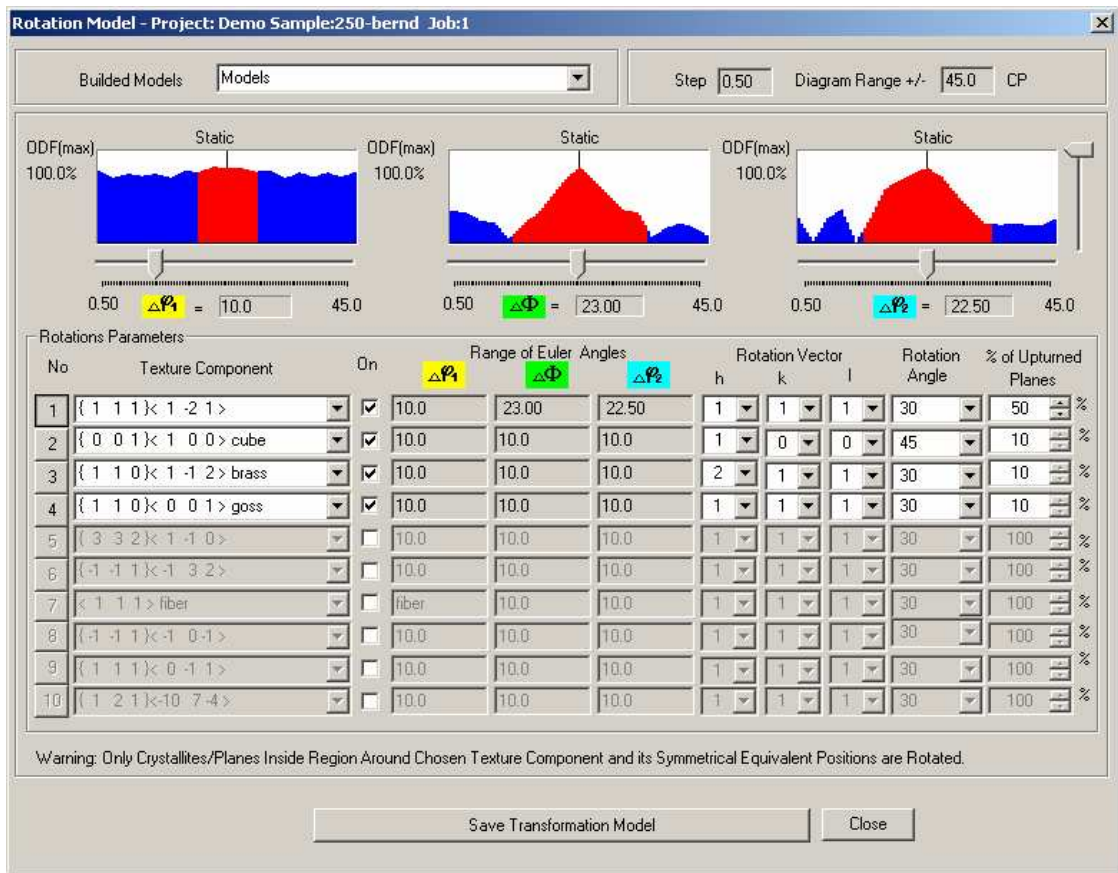 Rotation Model - Project: Demo Sample:250-bernd Job:1
Builded Models Models Step 0.50 Diagram Range +/- 45.0 CP
Static Static Static
ODF(max) ODF(max) ODF(max)
100.0% 100.0% 100.0%
0.50 △φ1 = 10.0 45.0 0.50 △Φ = 23.00 45.0 0.50 △φ2 = 22.50 45.0
Rotations Parameters
No Texture Component On Range of Euler Angles Rotation Vector Rotation Angle % of Upturned Planes
△φ1 △Φ △φ2 h k l
1 { 1 1 1}< 1 -2 1 > 10.0 23.00 22.50 1 1 1 30 50 %
2 { 0 0 1}< 1 0 0 > cube 10.0 10.0 10.0 1 0 0 45 10 %
3 { 1 1 0}< 1 -1 2 > brass 10.0 10.0 10.0 2 1 1 30 10 %
4 { 1 1 0}< 0 0 1 > goss 10.0 10.0 10.0 1 1 1 30 10 %
5 { 3 3 2}< 1 -1 0 > 10.0 10.0 10.0 1 1 1 30 100 %
6 {-1 -1 1}<-1 3 2 > 10.0 10.0 10.0 1 1 1 30 100 %
7 < 1 1 1 > fiber fiber 10.0 10.0 1 1 1 30 100 %
8 {-1 -1 1}<-1 0 -1 > 10.0 10.0 10.0 1 1 1 30 100 %
9 { 1 1 1}< 0 -1 1 > 10.0 10.0 10.0 1 1 1 30 100 %
10 { 1 2 1}<-10 7 -4 > 10.0 10.0 10.0 1 1 1 30 100 %
Warning: Only Crystallites/Planes Inside Region Around Chosen Texture Component and its Symmetrical Equivalent Positions are Rotated.
Save Transformation Model Close